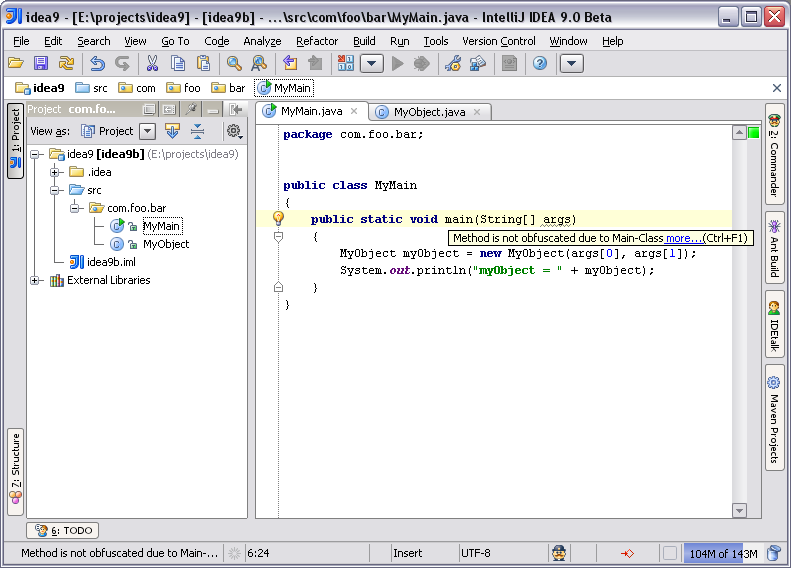 idea9 - [E:\projects\idea9] - [idea9b] - ...\src\com\foo\bar\MyMain.java - IntelliJ IDEA 9.0 Beta
File Edit Search View Go To Code Analyze Refactor Build Run Tools Version Control Window Help
idea9 src com foo bar MyMain
Project com.fo...
MyMain.java
MyObject.java
View as: Project
1: Project
7: Structure
idea9 [idea9b] (E:\projects\idea9)
.idea
src
com.foo.bar
MyMain
MyObject
idea9b.iml
External Libraries
package com.foo.bar;
public class MyMain
{
public static void main(String[] args)
Method is not obfuscated due to Main-Class more...(Ctrl+F1)
{
MyObject myObject = new MyObject(args[0], args[1]);
System.out.println("myObject = " + myObject);
}
}
2: Commander
Ant Build
IDEtalk
Maven Projects
6: TODO
Method is not obfuscated due to Main-... 6:24 Insert UTF-8 104M of 143M